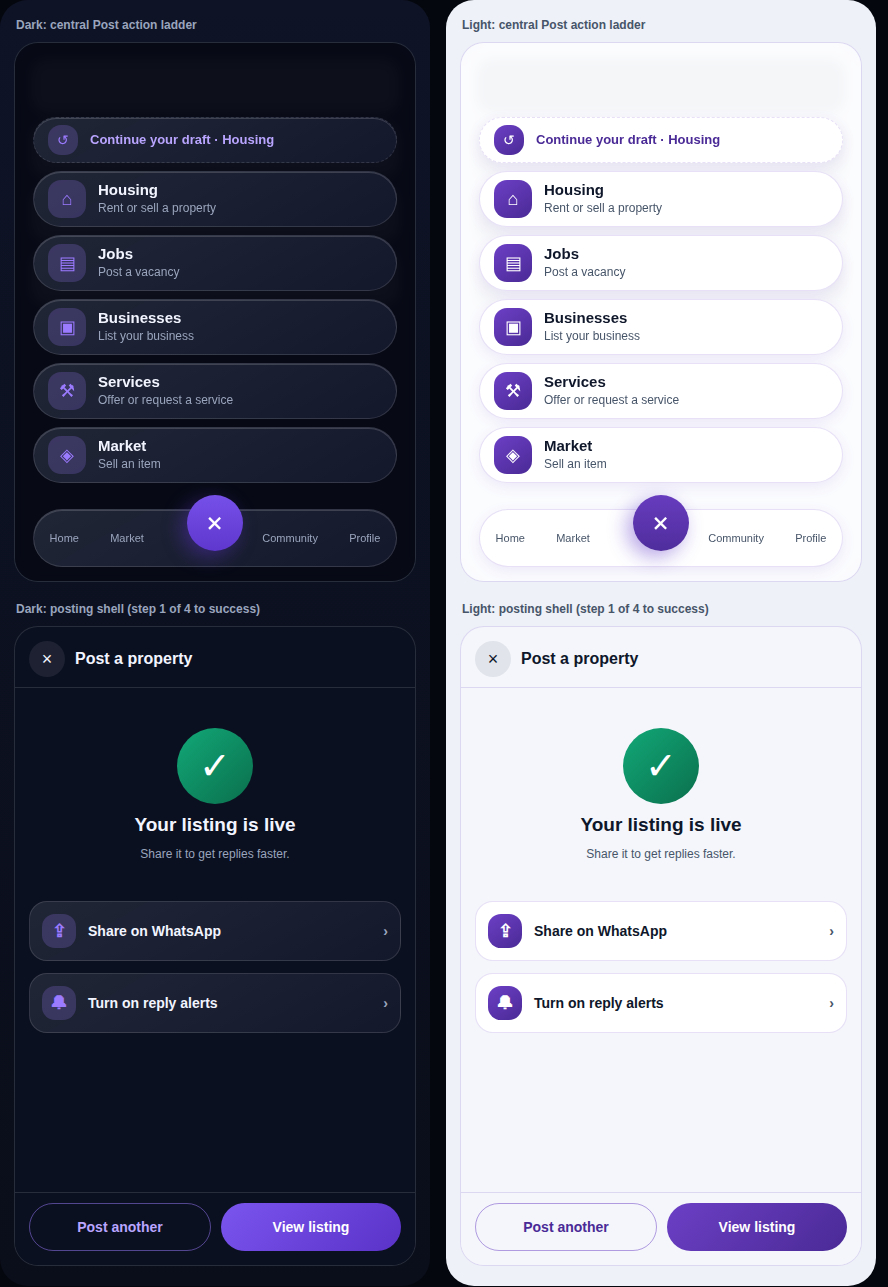 Dark: central Post action ladder
Continue your draft · Housing
Housing
Rent or sell a property
Jobs
Post a vacancy
Businesses
List your business
Services
Offer or request a service
Market
Sell an item
Home Market Community Profile
Dark: posting shell (step 1 of 4 to success)
Post a property
Your listing is live
Share it to get replies faster.
Share on WhatsApp
Turn on reply alerts
Post another View listing
Light: central Post action ladder
Continue your draft · Housing
Housing
Rent or sell a property
Jobs
Post a vacancy
Businesses
List your business
Services
Offer or request a service
Market
Sell an item
Home Market Community Profile
Light: posting shell (step 1 of 4 to success)
Post a property
Your listing is live
Share it to get replies faster.
Share on WhatsApp
Turn on reply alerts
Post another View listing